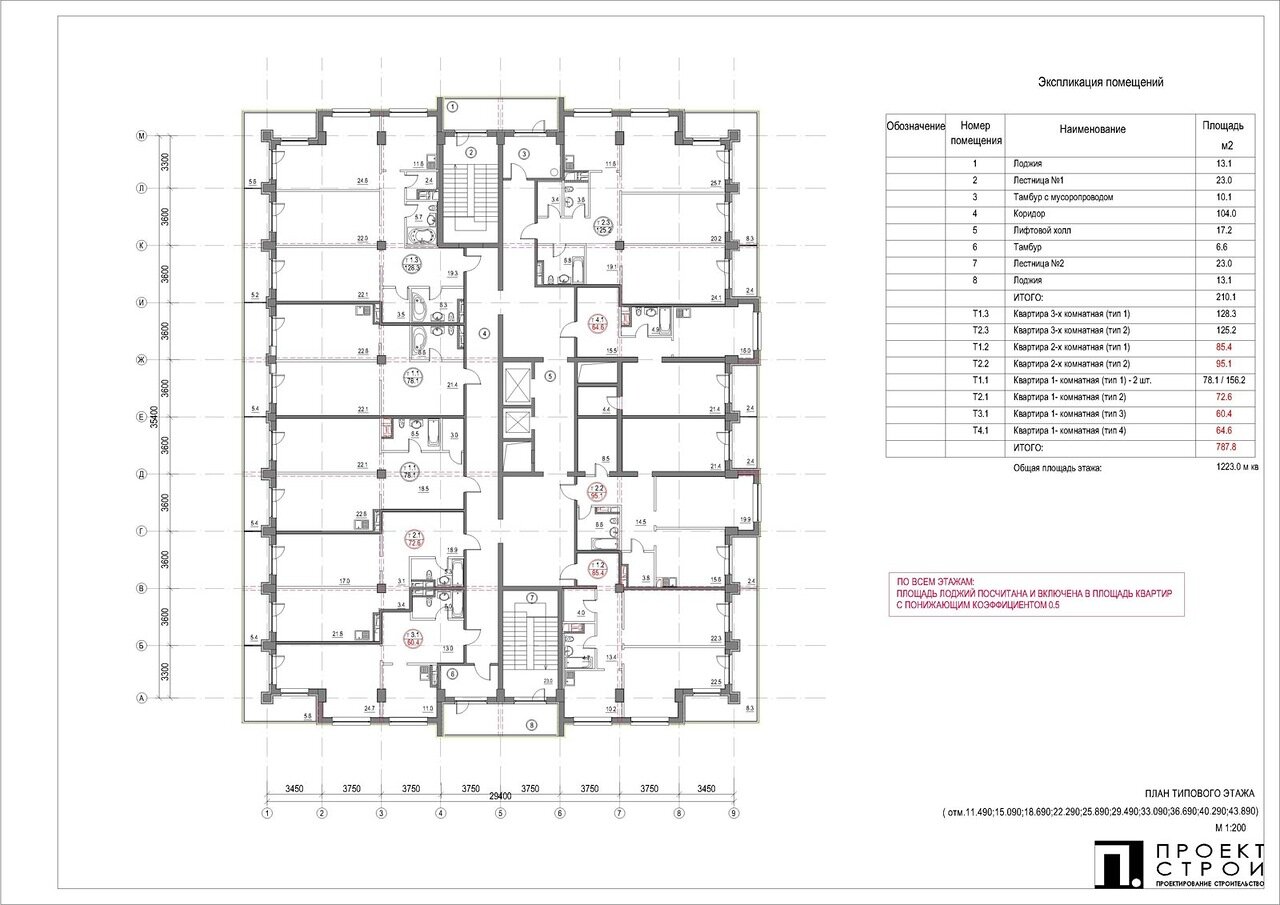 Экспликация помещений
Обозначение Номер помещения Наименование Площадь м2
1 Лоджия 13.1
2 Лестница №1 23.0
3 Тамбур с мусоропроводом 10.1
4 Коридор 104.0
5 Лифтовой холл 17.2
6 Тамбур 6.6
7 Лестница №2 23.0
8 Лоджия 13.1
ИТОГО: 210.1
Т1.3 Квартира 3-х комнатная (тип 1) 128.3
Т2.3 Квартира 3-х комнатная (тип 2) 125.2
Т1.2 Квартира 2-х комнатная (тип 1) 85.4
Т2.2 Квартира 2-х комнатная (тип 2) 95.1
Т1.1 Квартира 1- комнатная (тип 1) - 2 шт. 78.1 / 156.2
Т2.1 Квартира 1- комнатная (тип 2) 72.6
Т3.1 Квартира 1- комнатная (тип 3) 60.4
Т4.1 Квартира 1- комнатная (тип 4) 64.6
ИТОГО: 787.8
Общая площадь этажа: 1223.0 м кв
ПО ВСЕМ ЭТАЖАМ:
ПЛОЩАДЬ ЛОДЖИЙ ПОСЧИТАНА И ВКЛЮЧЕНА В ПЛОЩАДЬ КВАРТИР
С ПОНИЖАЮЩИМ КОЭФФИЦИЕНТОМ 0.5
М
3300
Л
3600
К
3600
И
3600
Ж
3600
Е
35400
3600
Д
3600
Г
3600
В
3600
Б
3300
А
1
2
3
11.6
11.6
24.6
2.4
5.6
25.7
3.4
3.6
6.7
т 2.3
125.2
22.0
20.2
8.3
т 1.3
19.3
5.8
19.1
22.1
24.1
2.4
5.2
3.5
5.3
4
т 4.1
64.6
4.9
22.6
15.5
15.0
т 1.1
78.1
21.4
5
22.1
4.4
21.4
2.4
5.4
5.5
3.0
22.1
8.5
21.4
2.4
т 1.1
78.1
18.5
т 2.2
95.1
22.6
5.4
14.5
19.9
т 2.1
72.6
18.9
т 1.2
17.0
3.1
3.8
15.6
2.4
3.4
7
4.0
21.8
т 3.1
60.4
13.0
22.3
5.4
6
13.4
23.0
22.5
5.6
24.7
11.0
8
10.2
8.3
3450 3750 3750 3750 3750 3750 3750 3450
29400
1 2 3 4 5 6 7 8 9
ПЛАН ТИПОВОГО ЭТАЖА
( отм.11.490;15.090;18.690;22.290;25.890;29.490;33.090;36.690;40.290;43.890)
М 1:200
ПРОЕКТ
СТРОЙ
ПРОЕКТИРОВАНИЕ СТРОИТЕЛЬСТВО